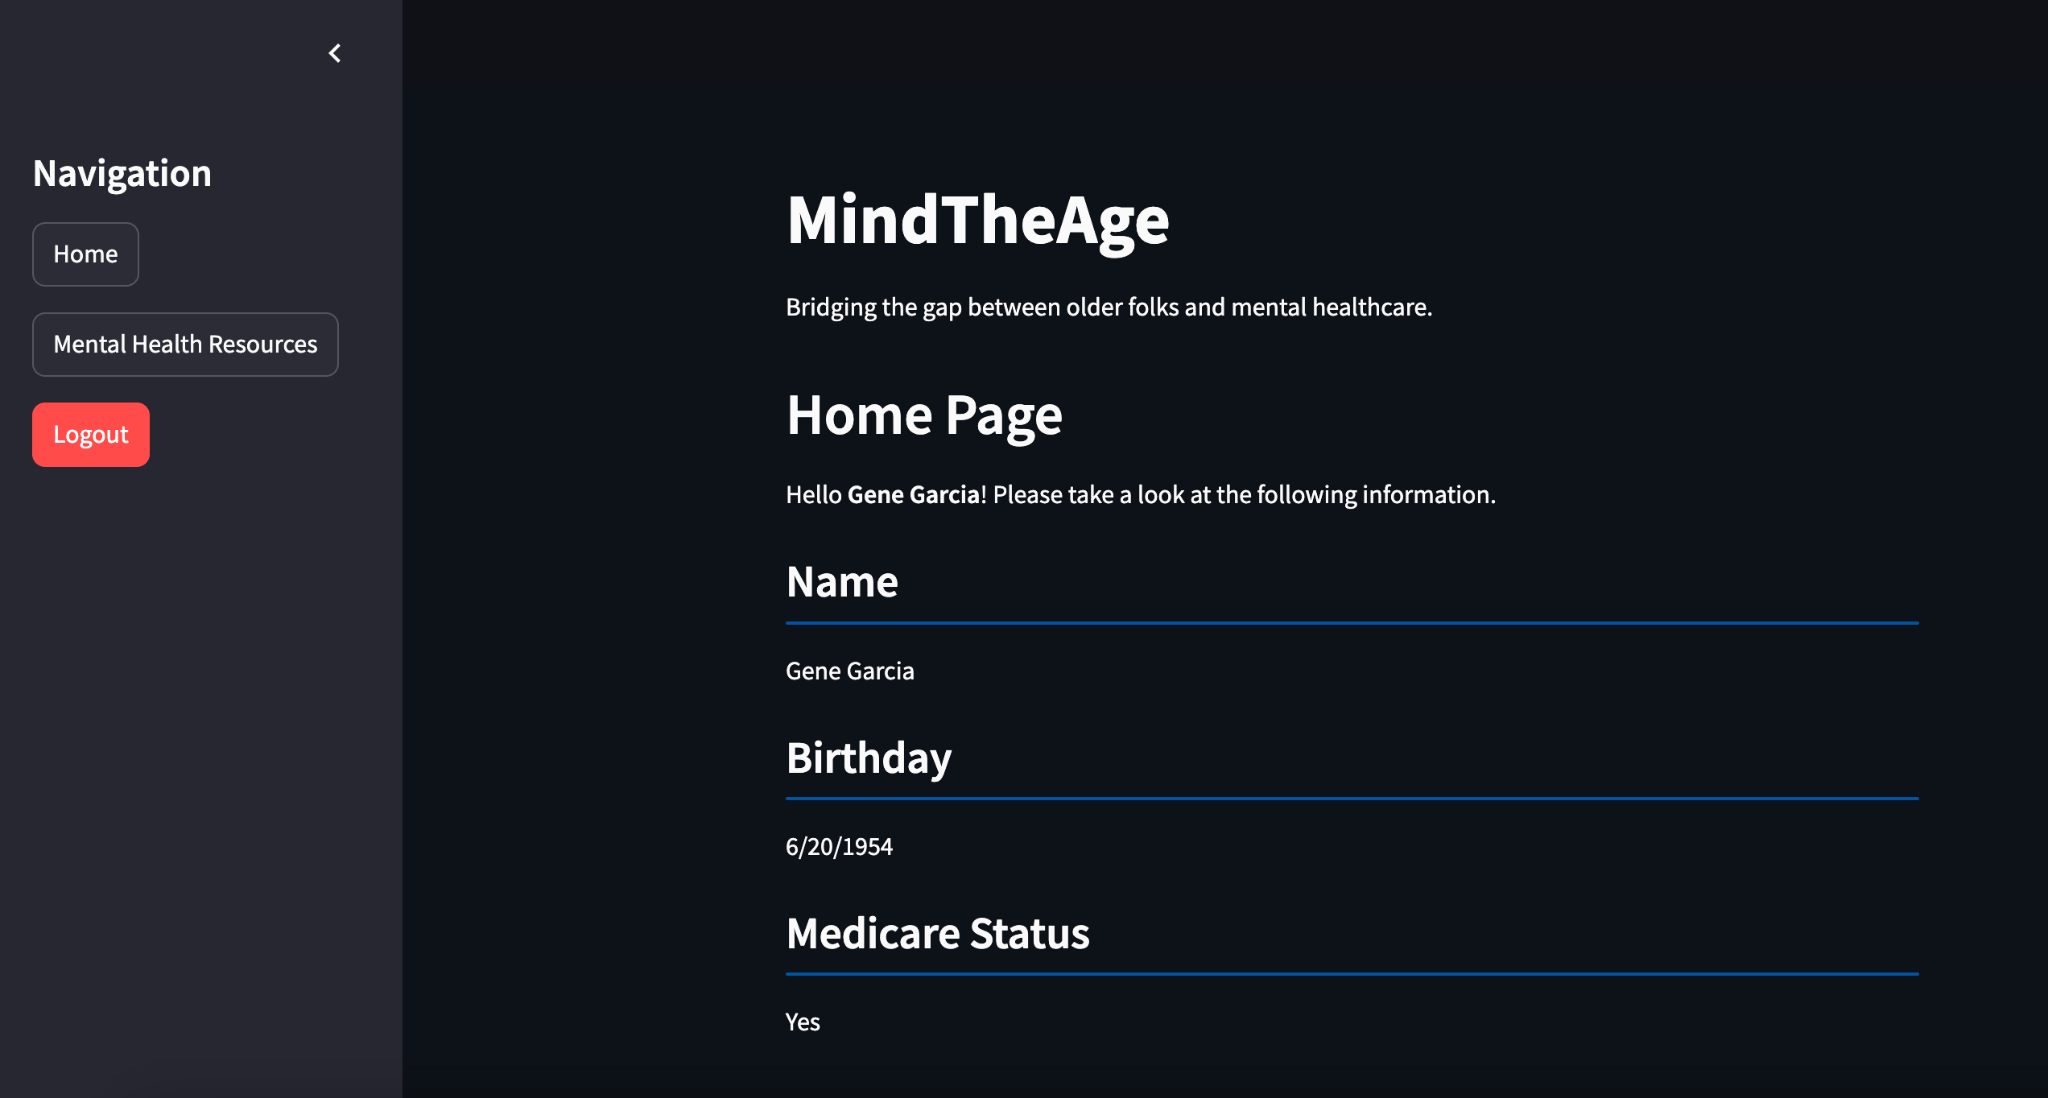 Navigation
Home
Mental Health Resources
Logout
MindTheAge
Bridging the gap between older folks and mental healthcare.
Home Page
Hello Gene Garcia! Please take a look at the following information.
Name
Gene Garcia
Birthday
6/20/1954
Medicare Status
Yes